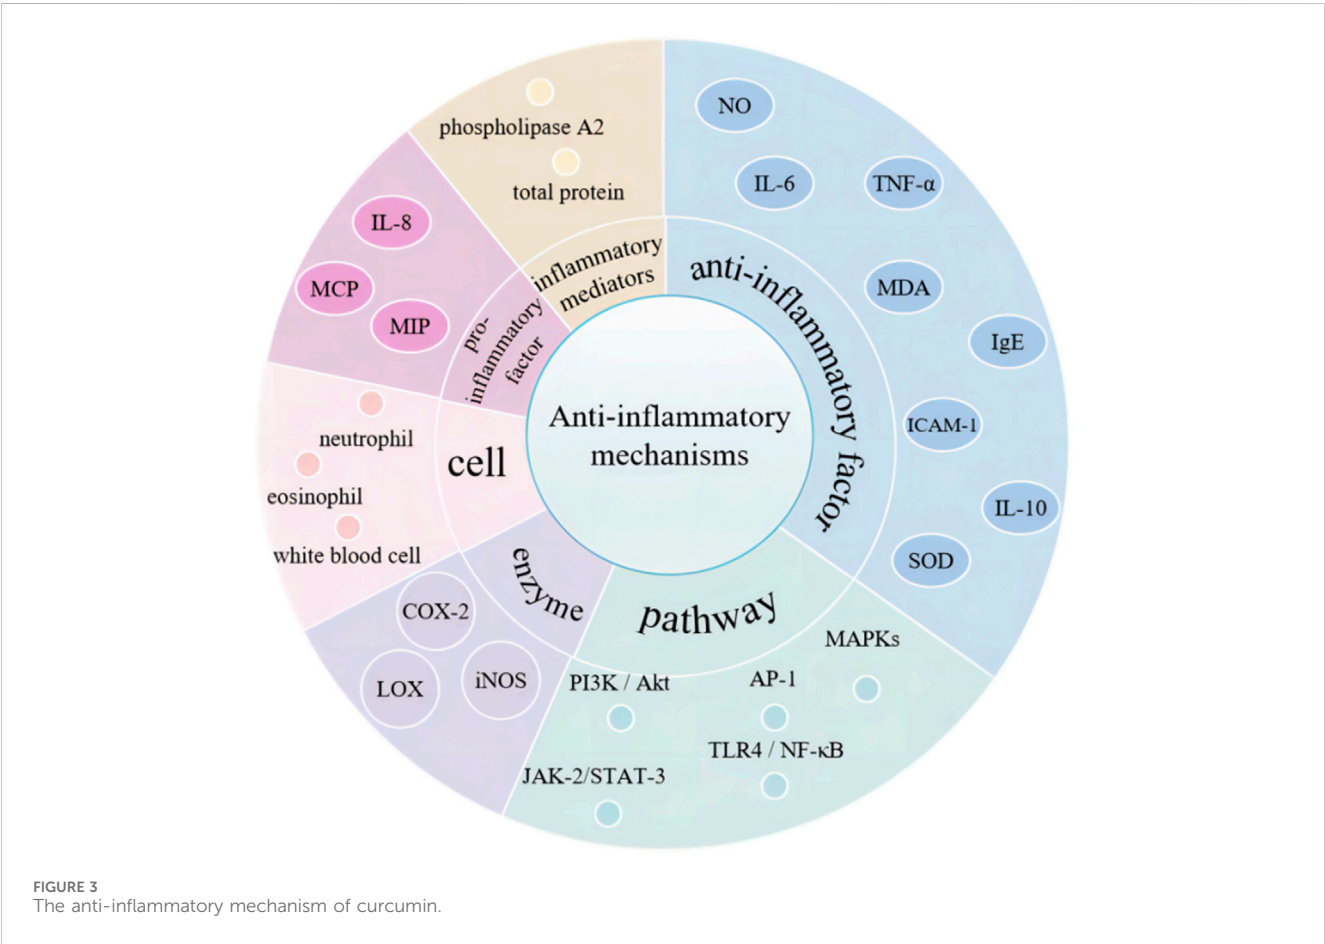 Anti-inflammatory
mechanisms
anti-inflammatory factor
NO
IL-6
TNF-α
MDA
IgE
ICAM-1
IL-10
SOD
pathway
MAPKs
AP-1
PI3K / Akt
TLR4 / NF-κB
JAK-2/STAT-3
enzyme
COX-2
iNOS
LOX
cell
neutrophil
eosinophil
white blood cell
pro-
inflammatory
factor
IL-8
MCP
MIP
inflammatory
mediators
phospholipase A2
total protein
FIGURE 3
The anti-inflammatory mechanism of curcumin.